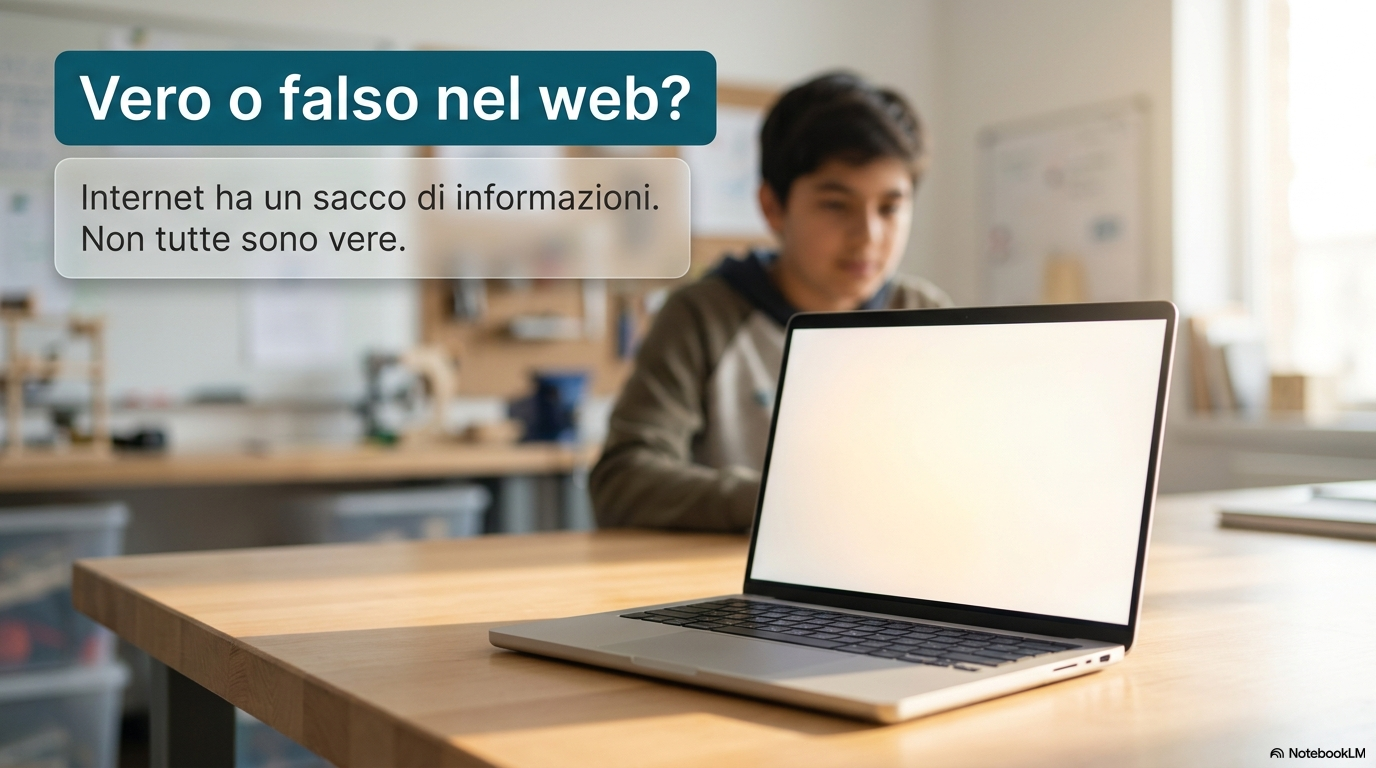 Vero o falso nel web?
Internet ha un sacco di informazioni.
Non tutte sono vere.
NotebookLM